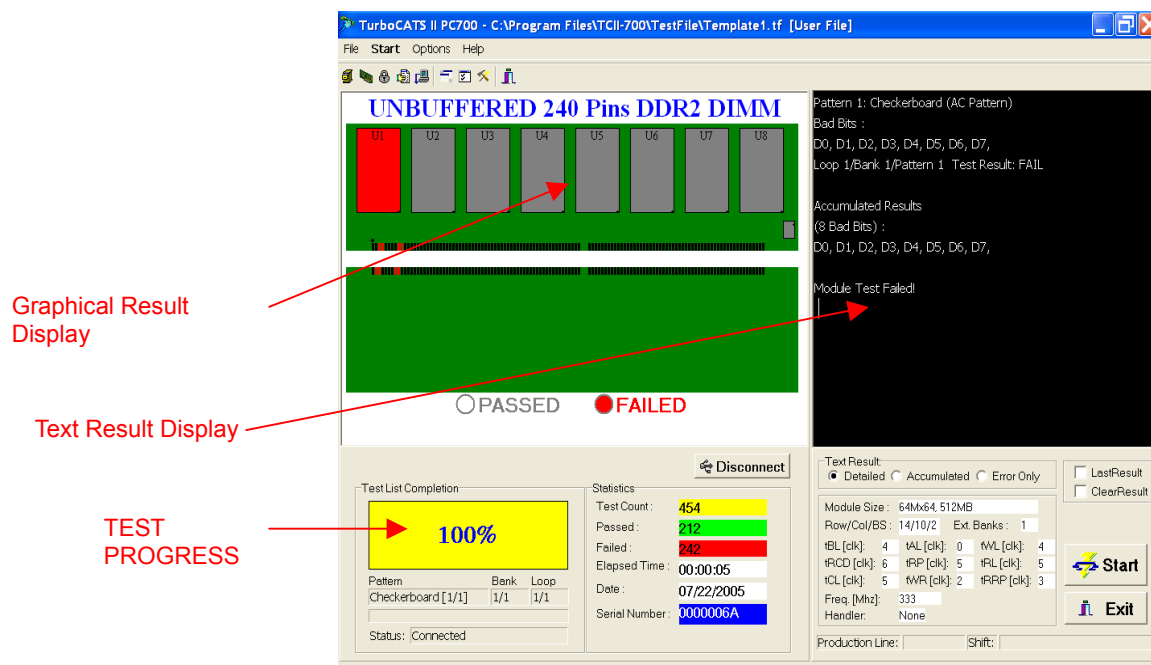 TurboCATS II PC700 - C:\Program Files\TCII-700\TestFile\Template1.tf [User File]
File Start Options Help
UNBUFFERED 240 Pins DDR2 DIMM
U1 U2 U3 U4 U5 U6 U7 U8
Pattern 1: Checkerboard (AC Pattern)
Bad Bits :
D0, D1, D2, D3, D4, D5, D6, D7,
Loop 1/Bank 1/Pattern 1 Test Result: FAIL
Accumulated Results
(8 Bad Bits) :
D0, D1, D2, D3, D4, D5, D6, D7,
Module Test Failed!
Graphical Result
Display
Text Result Display
TEST
PROGRESS
PASSED FAILED
Disconnect
Test List Completion
100%
Pattern Bank Loop
Checkerboard [1/1] 1/1 1/1
Status: Connected
Statistics
Test Count : 454
Passed : 212
Failed : 242
Elapsed Time : 00:00:05
Date : 07/22/2005
Serial Number : 0000006A
Text Result
Detailed Accumulated Error Only
LastResult
ClearResult
Module Size : 64Mx64, 512MB
Row/Col/BS : 14/10/2 Ext. Banks : 1
tBL [clk]: 4 tAL [clk]: 0 tWL [clk]: 4
tRCD [clk]: 6 tRP [clk]: 5 tRL [clk]: 5
tCL [clk]: 5 tWR [clk]: 2 tRRP [clk]: 3
Freq. [Mhz]: 333
Handler: None
Start
Exit
Production Line: Shift: